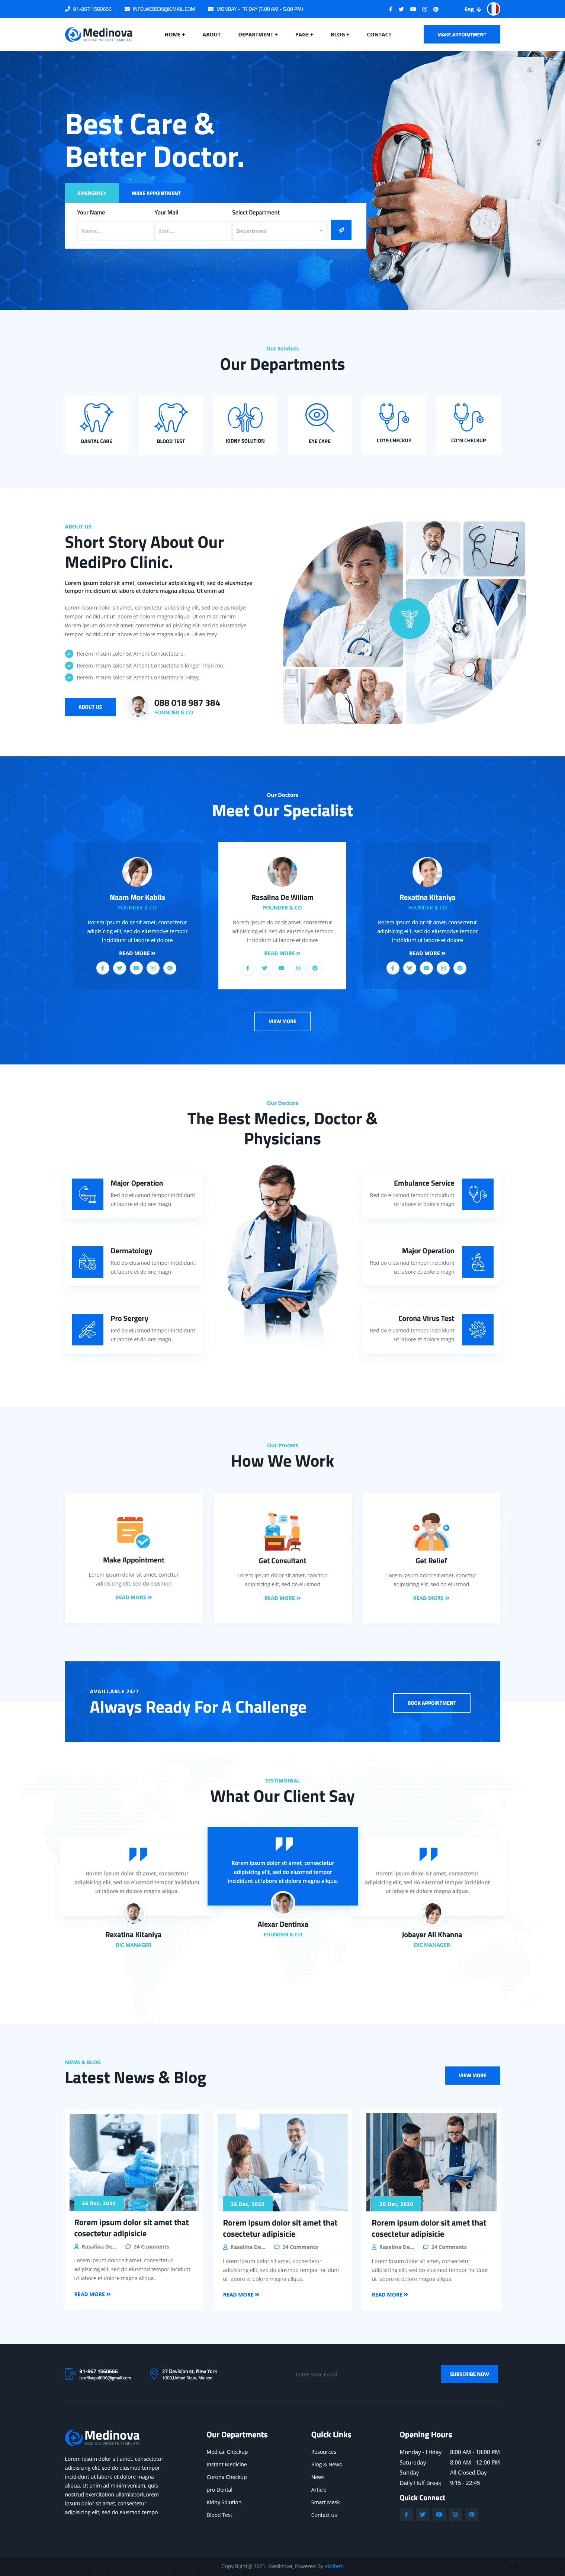 91-867 1560666 INFO.WEB836@GMAIL.COM MONDAY - FRIDAY (7.00 AM - 5.00 PM) Eng
Medinova
MEDICAL WEBSITE TEMPLATE
HOME + ABOUT DEPARTMENT + PAGE + BLOG + CONTACT
MAKE APPOINTMENT
Best Care &
Better Doctor.
EMERGENCY MAKE APPOINTMENT
Your Name Your Mail Select Department
Name... Mail... Department
Our Services
Our Departments
DANTAL CARE BLOOD TEST KIDNY SOLUTION EYE CARE CO19 CHECKUP CO19 CHECKUP
ABOUT US
Short Story About Our
MediPro Clinic.
Lorem ipsum dolor sit amet, consectetur adipisicing elit, sed do eiusmodye
tempor incididunt ut labore et dolore magna aliqua. Ut enim ad
Lorem ipsum dolor sit amet, consectetur adipisicing elit, sed do eiusmodye
tempor incididunt ut labore et dolore magna aliqua. Ut enim ad minim
Rorem ipsum dolor sit amet, consectetur adipisicing elit, sed do eiusmodye
tempor incididunt ut labore et dolore magna aliqua. Ut enimey.
Rerem Imsum solor Sit Ament Consucteture.
Rerem Imsum solor Sit Ament Consucteture longer Than me.
Rerem Imsum solor Sit Ament Consucteture. Hitey.
ABOUT US
088 018 987 384
FOUNDER & CO
Our Doctors
Meet Our Specialist
Naam Mor Kabila
FOUNDER & CO
Rorem ipsum dolor sit amet, consectetur
adipisicing elit, sed do eiusmodye tempor
incididunt ut labore et dolore
READ MORE »
Rasalina De Willam
FOUNDER & CO
Rorem ipsum dolor sit amet, consectetur
adipisicing elit, sed do eiusmodye tempor
incididunt ut labore et dolore
READ MORE »
Rexatina Kitaniya
FOUNDER & CO
Rorem ipsum dolor sit amet, consectetur
adipisicing elit, sed do eiusmodye tempor
incididunt ut labore et dolore
READ MORE »
VIEW MORE
Our Doctors
The Best Medics, Doctor &
Physicians
Major Operation
Red do eiusmod tempor incididunt
ut labore et dolore magn
Dermatology
Red do eiusmod tempor incididunt
ut labore et dolore magn
Pro Sergery
Red do eiusmod tempor incididunt
ut labore et dolore magn
Embulance Service
Red do eiusmod tempor incididunt
ut labore et dolore magn
Major Operation
Red do eiusmod tempor incididunt
ut labore et dolore magn
Corona Virus Test
Red do eiusmod tempor incididunt
ut labore et dolore magn
Our Process
How We Work
Make Appointment
Lorem ipsum dolor sit amet, concttur
adipisicing elit, sed do eiusmod
READ MORE »
Get Consultant
Lorem ipsum dolor sit amet, concttur
adipisicing elit, sed do eiusmod
READ MORE »
Get Relief
Lorem ipsum dolor sit amet, concttur
adipisicing elit, sed do eiusmod
READ MORE »
AVAILLABLE 24/7
Always Ready For A Challenge
BOOK APPOINTMENT
TESTIMONIAL
What Our Client Say
Rorem ipsum dolor sit amet, consectetur
adipisicing elit, sed do eiusmod tempor incididunt
ut labore et dolore magna aliqua.
Rexatina Kitaniya
DIC MANAGER
Rorem ipsum dolor sit amet, consectetur
adipisicing elit, sed do eiusmod tempor
incididunt ut labore et dolore magna aliqua.
Alexar Dentinxa
FOUNDER & CO
Rorem ipsum dolor sit amet, consectetur
adipisicing elit, sed do eiusmod tempor incididunt
ut labore et dolore magna aliqua.
Jobayer Ali Khanna
DIC MANAGER
NEWS & BLOG
Latest News & Blog
VIEW MORE
26 Dec, 2020
Rorem ipsum dolor sit amet that
cosectetur adipisicie
Rasalina De... 24 Comments
Lorem ipsum dolor sit amet, consectetur
adipisicing elit, sed do eiusmod tempor incidunt
ut labore et dolore magna aliqua.
READ MORE »
26 Dec, 2020
Rorem ipsum dolor sit amet that
cosectetur adipisicie
Rasalina De... 24 Comments
Lorem ipsum dolor sit amet, consectetur
adipisicing elit, sed do eiusmod tempor incidunt
ut labore et dolore magna aliqua.
READ MORE »
26 Dec, 2020
Rorem ipsum dolor sit amet that
cosectetur adipisicie
Rasalina De... 24 Comments
Lorem ipsum dolor sit amet, consectetur
adipisicing elit, sed do eiusmod tempor incidunt
ut labore et dolore magna aliqua.
READ MORE »
91-867 1560666
27 Devision st, New York
1000,United State, Melton
Enter Your Email
SUBSCRIBE NOW
Medinova
MEDICAL WEBSITE TEMPLATE
Lorem ipsum dolor sit amet, consectetur
adipisicing elit, sed do eiusmod tempor
incididunt ut labore et dolore magna
aliqua. Ut enim ad minim veniam, quis
nostrud exercitation ullamlaboriLorem
ipsum dolor sit amet, consectetur
adipisicing elit, sed do eiusmod tempo
Our Departments
Medical Checkup
Instant Medicine
Corona Checkup
pro Dental
Kidny Solution
Blood Test
Quick Links
Resources
Blog & News
News
Article
Smart Mask
Contact us
Opening Hours
Monday - Friday 8:00 AM - 18:00 PM
Saturaday 8:00 AM - 12:00 PM
Sunday All Closed Day
Daily Hulf Break 9:15 - 22:45
Quick Connect
Copy Right@ 2021. Medinova,Powered By #Mitem